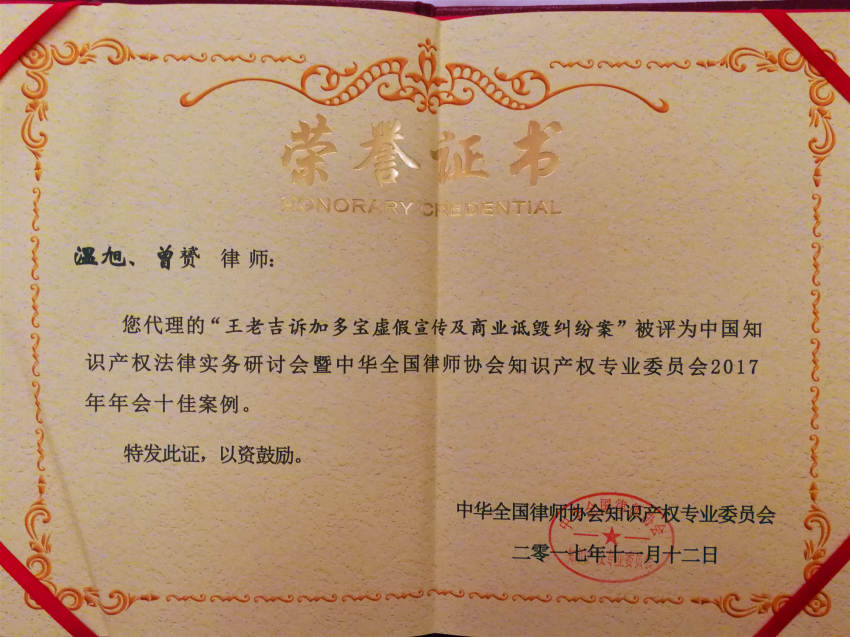 荣誉证书
HONORARY CREDENTIAL
温旭、曾赟 律师：
您代理的“王老吉诉加多宝虚假宣传及商业诋毁纠纷案”被评为中国知
识产权法律实务研讨会暨中华全国律师协会知识产权专业委员会2017
年年会十佳案例。
特发此证，以资鼓励。
中华全国律师协会知识产权专业委员会
二零一七年十一月十二日